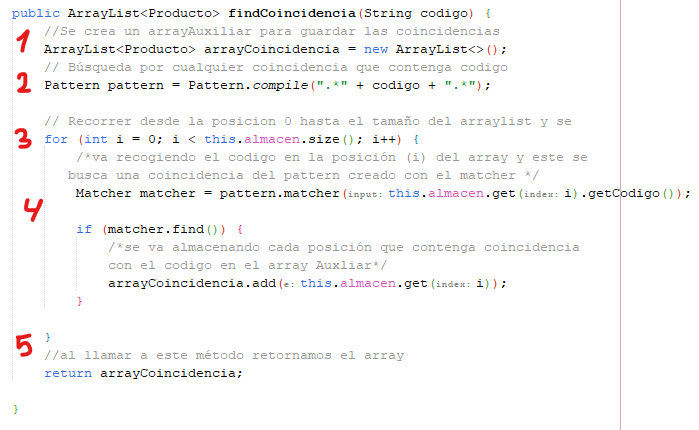 public ArrayList<Producto> findCoincidencia(String codigo) {
1 //Se crea un arrayAuxiliar para guardar las coincidencias
ArrayList<Producto> arrayCoincidencia = new ArrayList<>();
// Búsqueda por cualquier coincidencia que contenga codigo
2 Pattern pattern = Pattern.compile(".*" + codigo + ".*");
// Recorrer desde la posicion 0 hasta el tamaño del arraylist y se
3 for (int i = 0; i < this.almacen.size(); i++) {
/*va recogiendo el codigo en la posición (i) del array y este se
busca una coincidencia del pattern creado con el matcher */
Matcher matcher = pattern.matcher(input: this.almacen.get(index: i).getCodigo());
4
if (matcher.find()) {
/*se va almacenando cada posición que contenga coincidencia
con el codigo en el array Auxliar*/
arrayCoincidencia.add(e: this.almacen.get(index: i));
}
5 }
//al llamar a este método retornamos el array
return arrayCoincidencia;
}